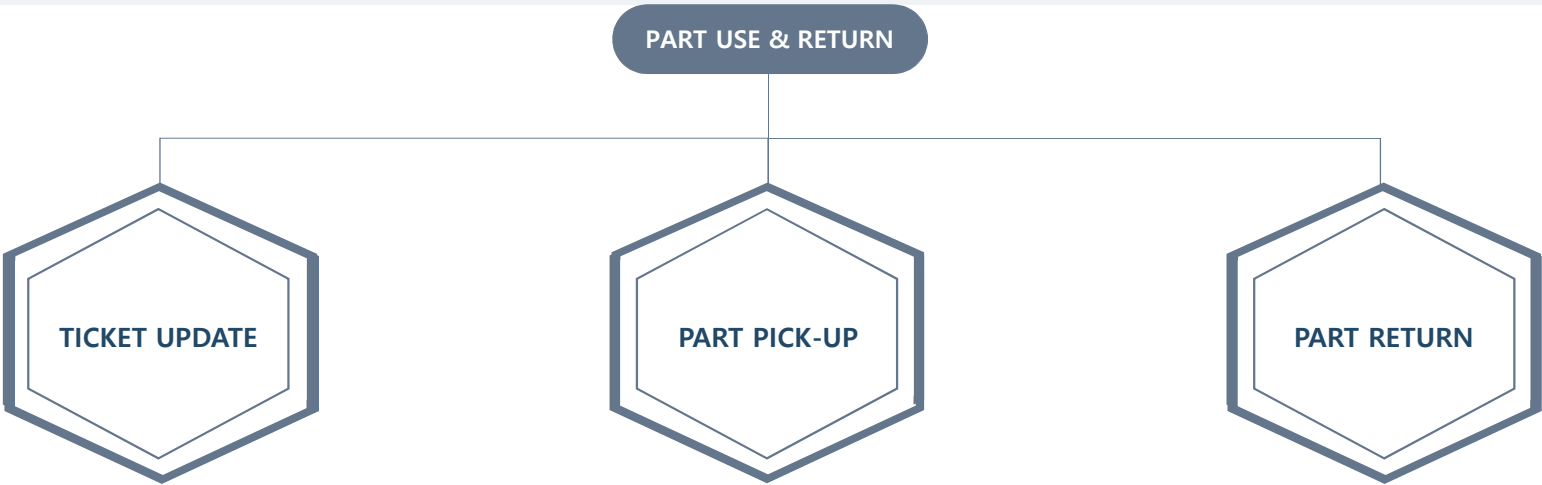 PART USE & RETURN
TICKET UPDATE
PART PICK-UP
PART RETURN